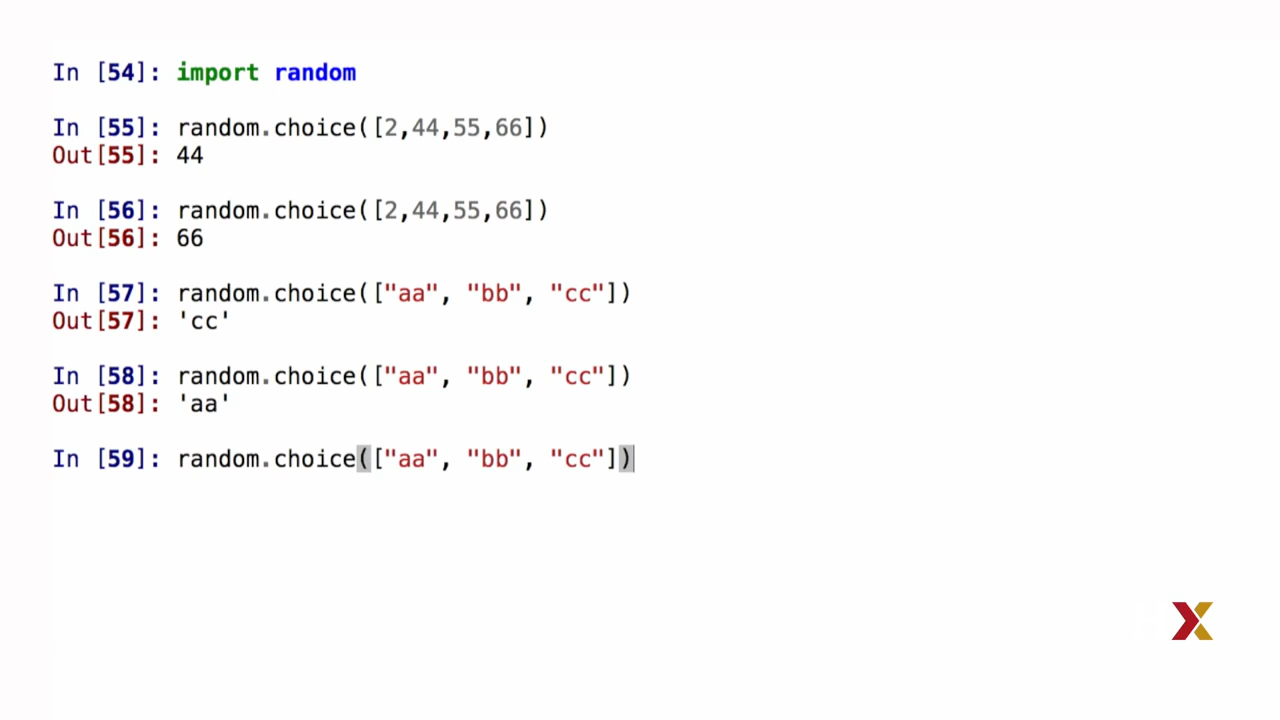 In [54]: import random
In [55]: random.choice([2,44,55,66])
Out[55]: 44
In [56]: random.choice([2,44,55,66])
Out[56]: 66
In [57]: random.choice(["aa", "bb", "cc"])
Out[57]: 'cc'
In [58]: random.choice(["aa", "bb", "cc"])
Out[58]: 'aa'
In [59]: random.choice(["aa", "bb", "cc"])
X